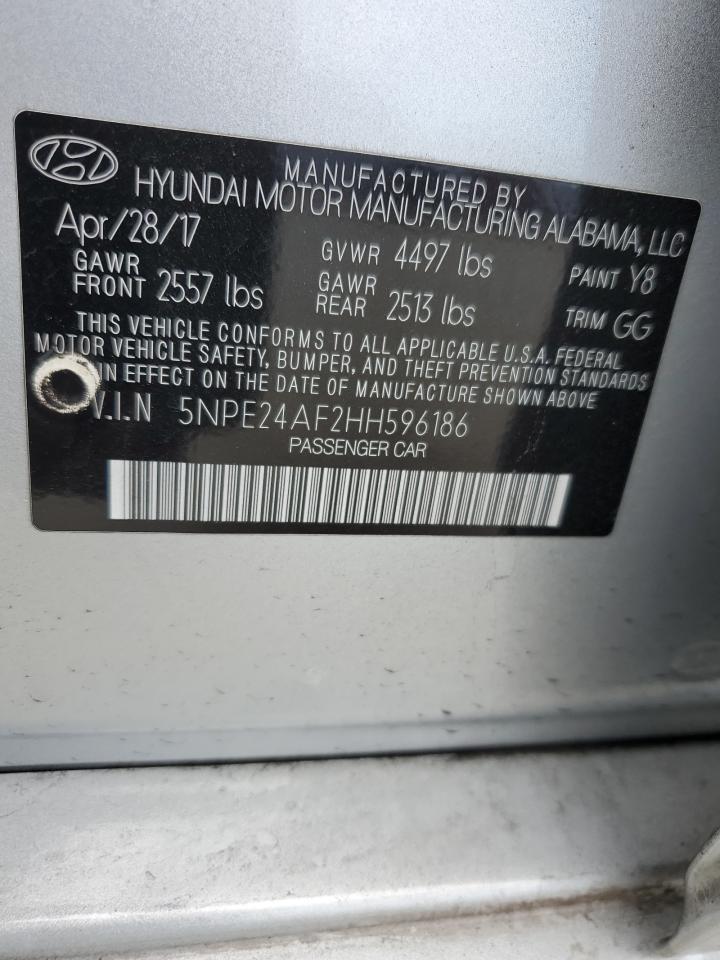 MANUFACTURED BY
HYUNDAI MOTOR MANUFACTURING ALABAMA, LLC
Apr/28/17 GVWR 4497 lbs PAINT Y8
GAWR FRONT 2557 lbs GAWR REAR 2513 lbs TRIM GG
THIS VEHICLE CONFORMS TO ALL APPLICABLE U.S.A. FEDERAL
MOTOR VEHICLE SAFETY, BUMPER, AND THEFT PREVENTION STANDARDS
IN EFFECT ON THE DATE OF MANUFACTURE SHOWN ABOVE
V.I.N 5NPE24AF2HH596186
PASSENGER CAR